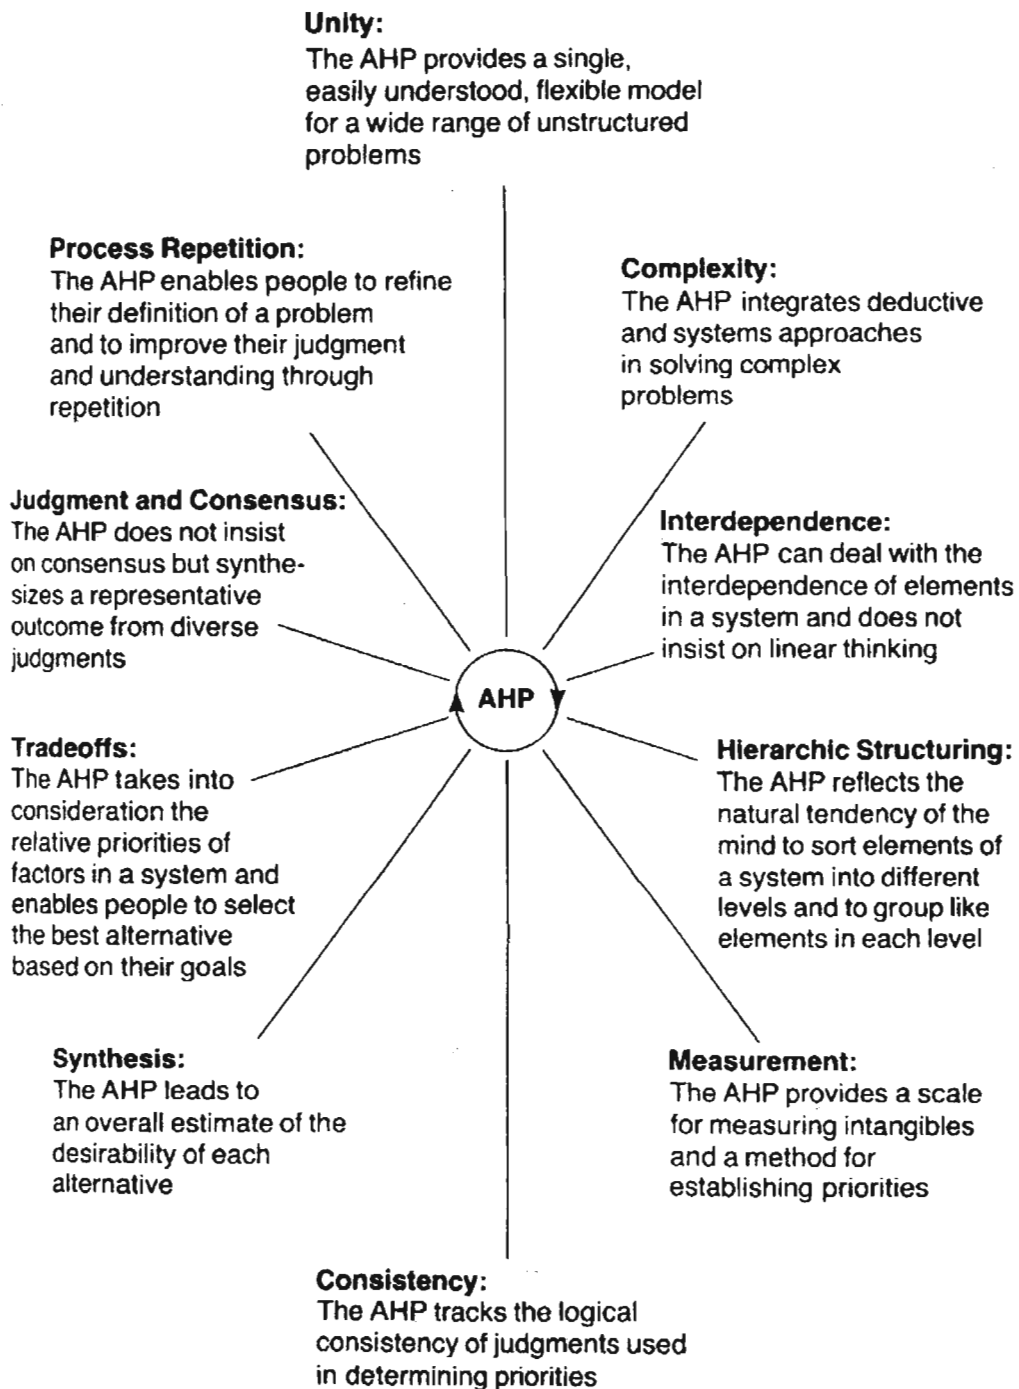 Unity:
The AHP provides a single,
easily understood, flexible model
for a wide range of unstructured
problems
Process Repetition:
The AHP enables people to refine
their definition of a problem
and to improve their judgment
and understanding through
repetition
Complexity:
The AHP integrates deductive
and systems approaches
in solving complex
problems
Judgment and Consensus:
The AHP does not insist
on consensus but synthe-
sizes a representative
outcome from diverse
judgments
Interdependence:
The AHP can deal with the
interdependence of elements
in a system and does not
insist on linear thinking
AHP
Tradeoffs:
The AHP takes into
consideration the
relative priorities of
factors in a system and
enables people to select
the best alternative
based on their goals
Hierarchic Structuring:
The AHP reflects the
natural tendency of the
mind to sort elements of
a system into different
levels and to group like
elements in each level
Synthesis:
The AHP leads to
an overall estimate of the
desirability of each
alternative
Measurement:
The AHP provides a scale
for measuring intangibles
and a method for
establishing priorities
Consistency:
The AHP tracks the logical
consistency of judgments used
in determining priorities